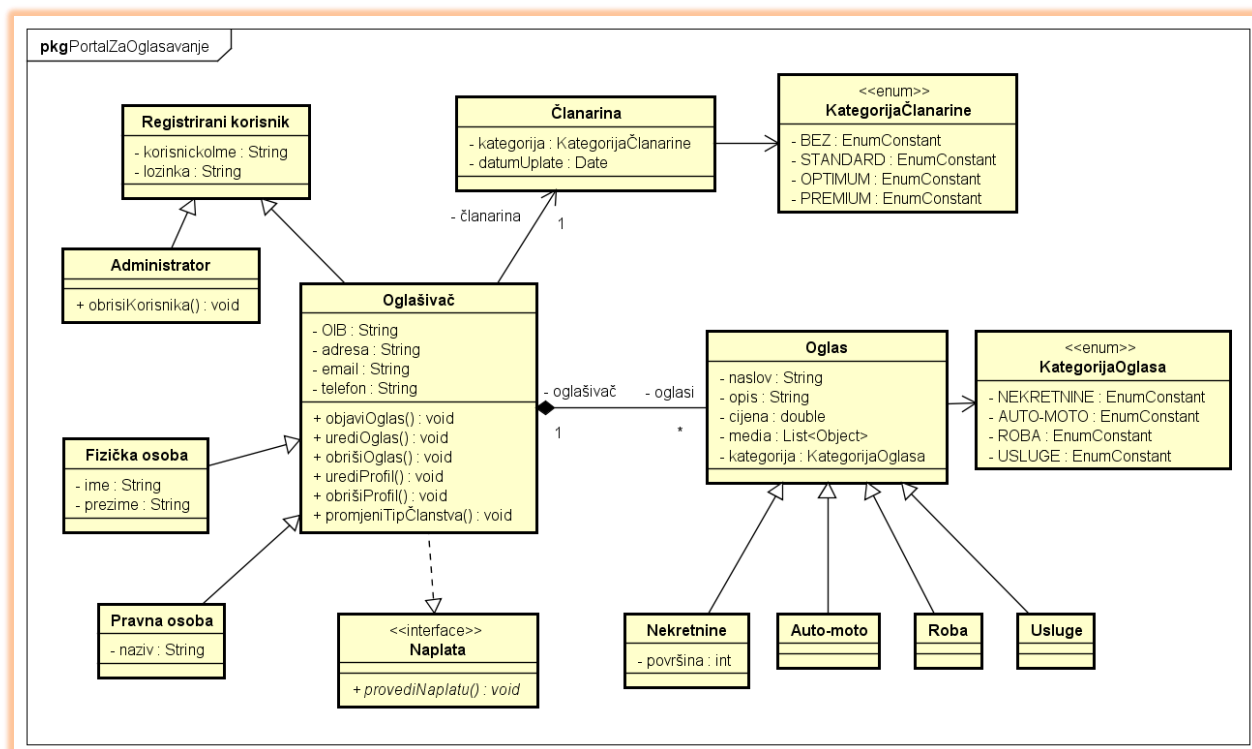 pkgPortalZaOglasavanje
Registrirani korisnik
- korisnickoIme : String
- lozinka : String
Članarina
- kategorija : KategorijaČlanarine
- datumUplate : Date
<<enum>>
KategorijaČlanarine
- BEZ : EnumConstant
- STANDARD : EnumConstant
- OPTIMUM : EnumConstant
- PREMIUM : EnumConstant
- članarina
1
Administrator
+ obrisiKorisnika() : void
Oglašivač
- OIB : String
- adresa : String
- email : String
- telefon : String
+ objaviOglas() : void
+ urediOglas() : void
+ obrišiOglas() : void
+ urediProfil() : void
+ obrišiProfil() : void
+ promjeniTipČlanstva() : void
- oglašivač
1
- oglasi
*
Oglas
- naslov : String
- opis : String
- cijena : double
- media : List<Object>
- kategorija : KategorijaOglasa
<<enum>>
KategorijaOglasa
- NEKRETNINE : EnumConstant
- AUTO-MOTO : EnumConstant
- ROBA : EnumConstant
- USLUGE : EnumConstant
Fizička osoba
- ime : String
- prezime : String
Pravna osoba
- naziv : String
<<interface>>
Naplata
+ provediNaplatu() : void
Nekretnine
- površina : int
Auto-moto
Roba
Usluge